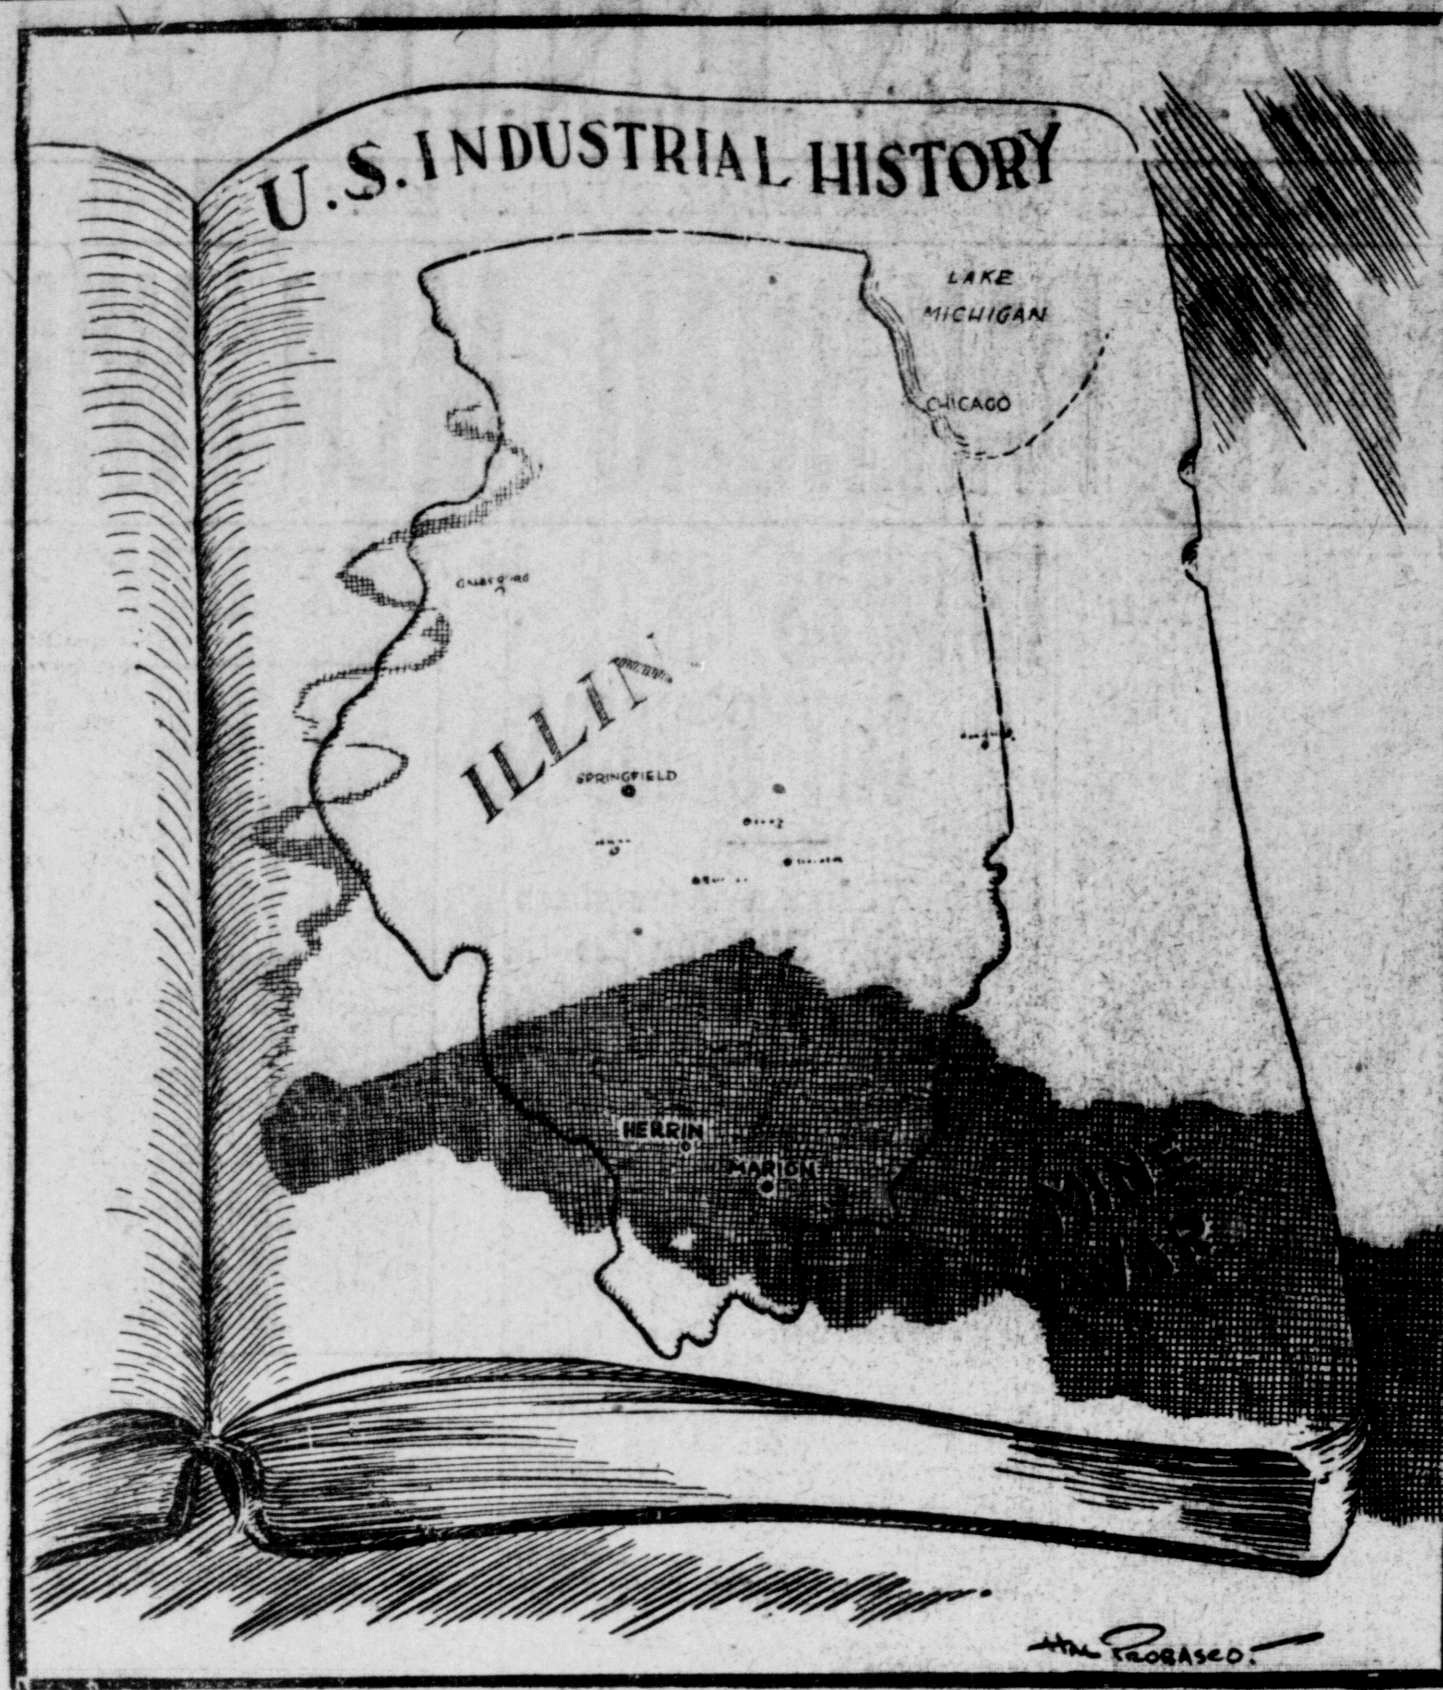 U.S. INDUSTRIAL HISTORY
LAKE
MICHIGAN
CHICAGO
ILLIN
SPRINGFIELD
HERRIN
MARION
HAL PROBASCO.